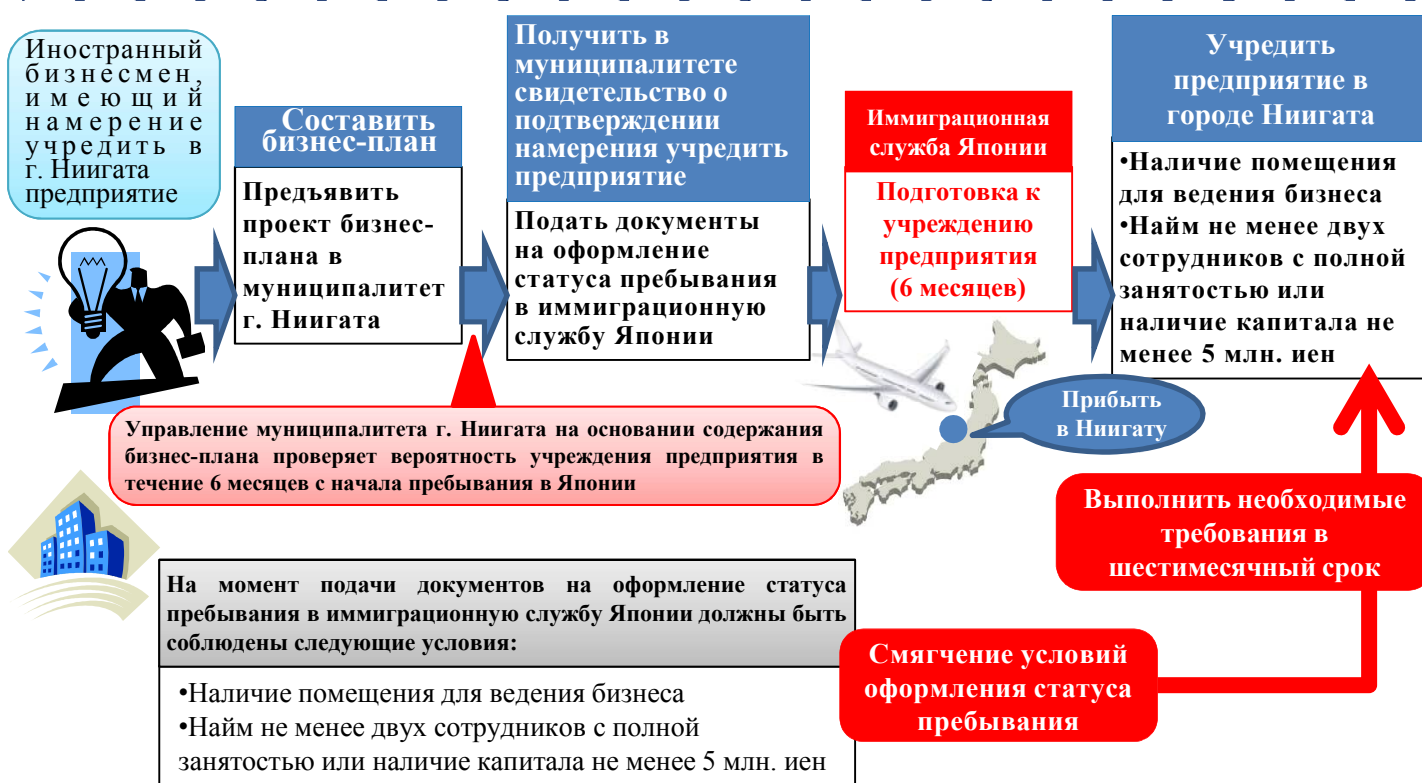 Иностранный
бизнесмен,
имеющий
намерение
учредить в
г. Ниигата
предприятие
Составить
бизнес-план
Предъявить
проект бизнес-
плана в
муниципалитет
г. Ниигата
Получить в
муниципалитете
свидетельство о
подтверждении
намерения учредить
предприятие
Подать документы
на оформление
статуса пребывания
в иммиграционную
службу Японии
Иммиграционная
служба Японии
Подготовка к
учреждению
предприятия
(6 месяцев)
Учредить
предприятие в
городе Ниигата
•Наличие помещения
для ведения бизнеса
•Найм не менее двух
сотрудников с полной
занятостью или
наличие капитала не
менее 5 млн. иен
Прибыть
в Ниигату
Управление муниципалитета г. Ниигата на основании содержания
бизнес-плана проверяет вероятность учреждения предприятия в
течение 6 месяцев с начала пребывания в Японии
Выполнить необходимые
требования в
шестимесячный срок
На момент подачи документов на оформление статуса
пребывания в иммиграционную службу Японии должны быть
соблюдены следующие условия:
•Наличие помещения для ведения бизнеса
•Найм не менее двух сотрудников с полной
занятостью или наличие капитала не менее 5 млн. иен
Смягчение условий
оформления статуса
пребывания